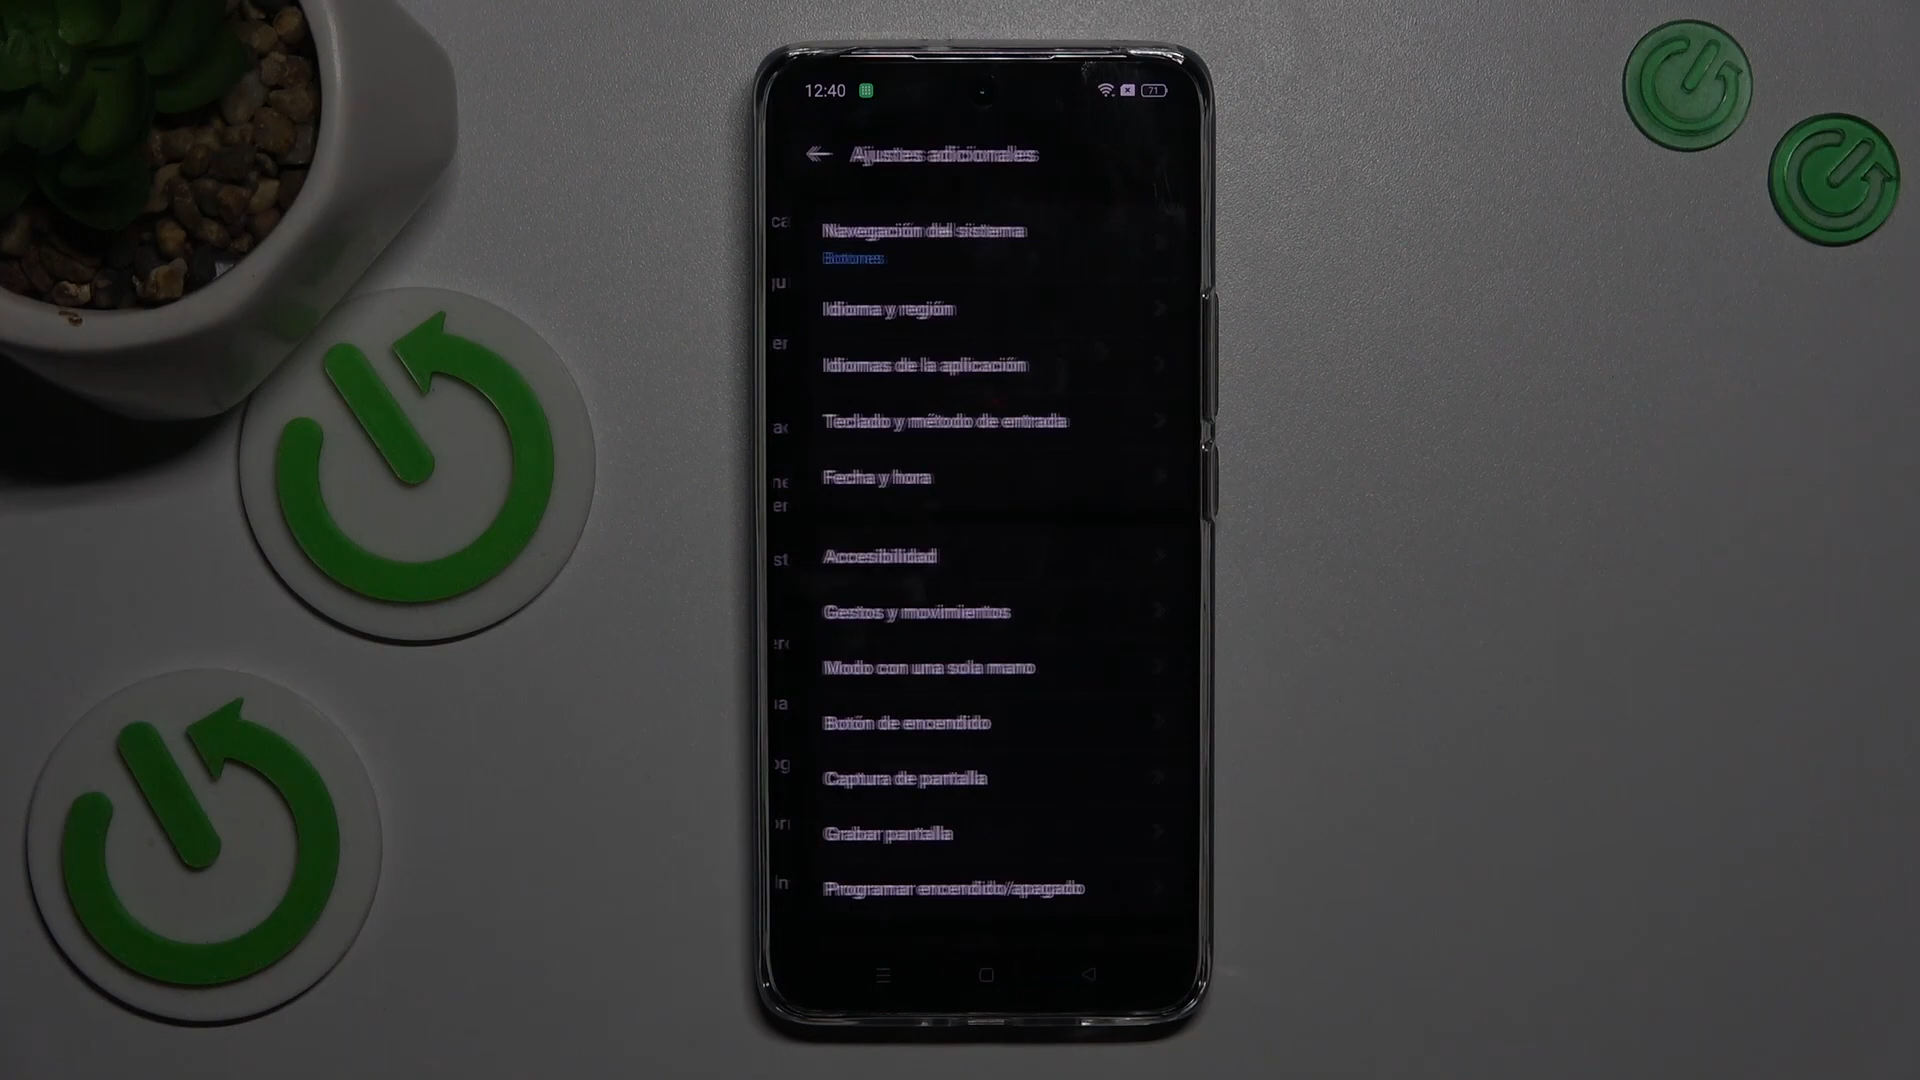 12:40
71
Ajustes adicionales
Navegación del sistema
Botones
Idioma y región
Idiomas de la aplicación
Teclado y método de entrada
Fecha y hora
Accesibilidad
Gestos y movimientos
Modo con una sola mano
Botón de encendido
Captura de pantalla
Grabar pantalla
Programar encendido/apagado